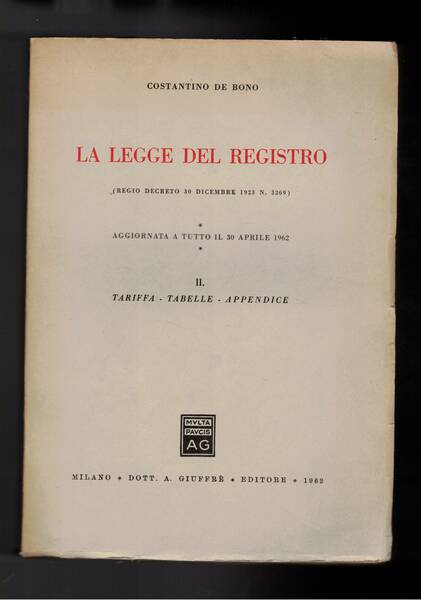 COSTANTINO DE BONO
LA LEGGE DEL REGISTRO
(REGIO DECRETO 30 DICEMBRE 1923 N. 3269)
*
AGGIORNATA A TUTTO IL 30 APRILE 1962
*
II.
TARIFFA - TABELLE - APPENDICE
MVLTA
PAVCIS
AG
MILANO * DOTT. A. GIUFFRÈ * EDITORE * 1962